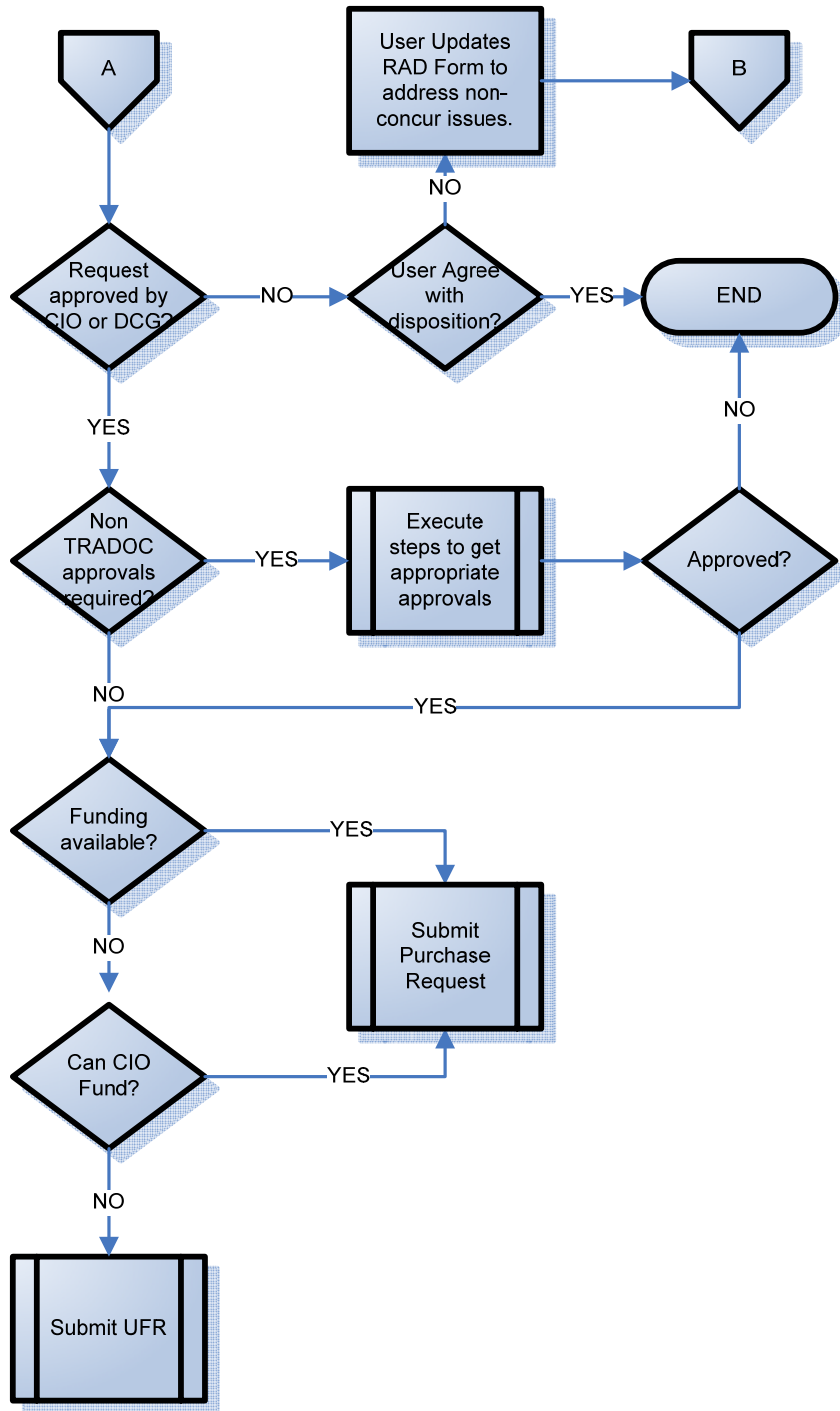 A
User Updates
RAD Form to
address non-
concur issues.
B
NO
Request
approved by
CIO or DCG?
NO
User Agree
with
disposition?
YES
END
YES
NO
Non
TRADOC
approvals
required?
YES
Execute
steps to get
appropriate
approvals
Approved?
NO
YES
Funding
available?
YES
NO
Submit
Purchase
Request
Can CIO
Fund?
YES
NO
Submit UFR